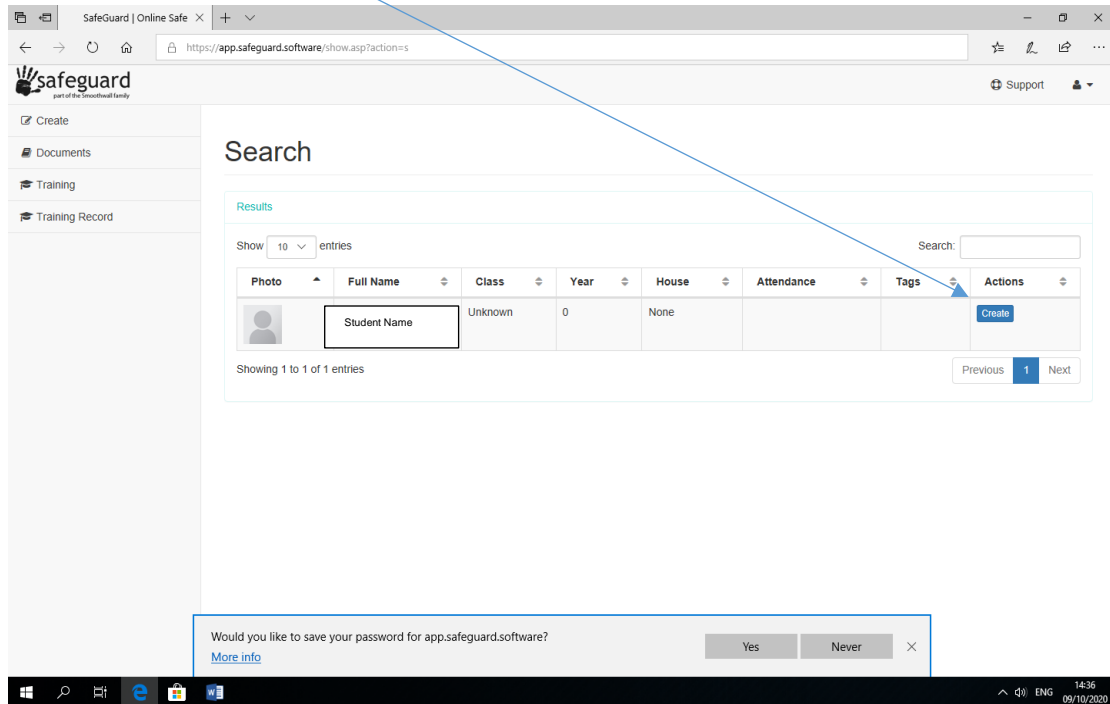 SafeGuard | Online Safe
https://app.safeguard.software/show.asp?action=s
safeguard
part of the Smoothwall family
Support
Create
Documents
Training
Training Record
Search
Results
Show 10 entries
Search:
Photo Full Name Class Year House Attendance Tags Actions
Student Name Unknown 0 None Create
Showing 1 to 1 of 1 entries
Previous 1 Next
Would you like to save your password for app.safeguard.software?
More info
Yes Never
ENG
14:36
09/10/2020